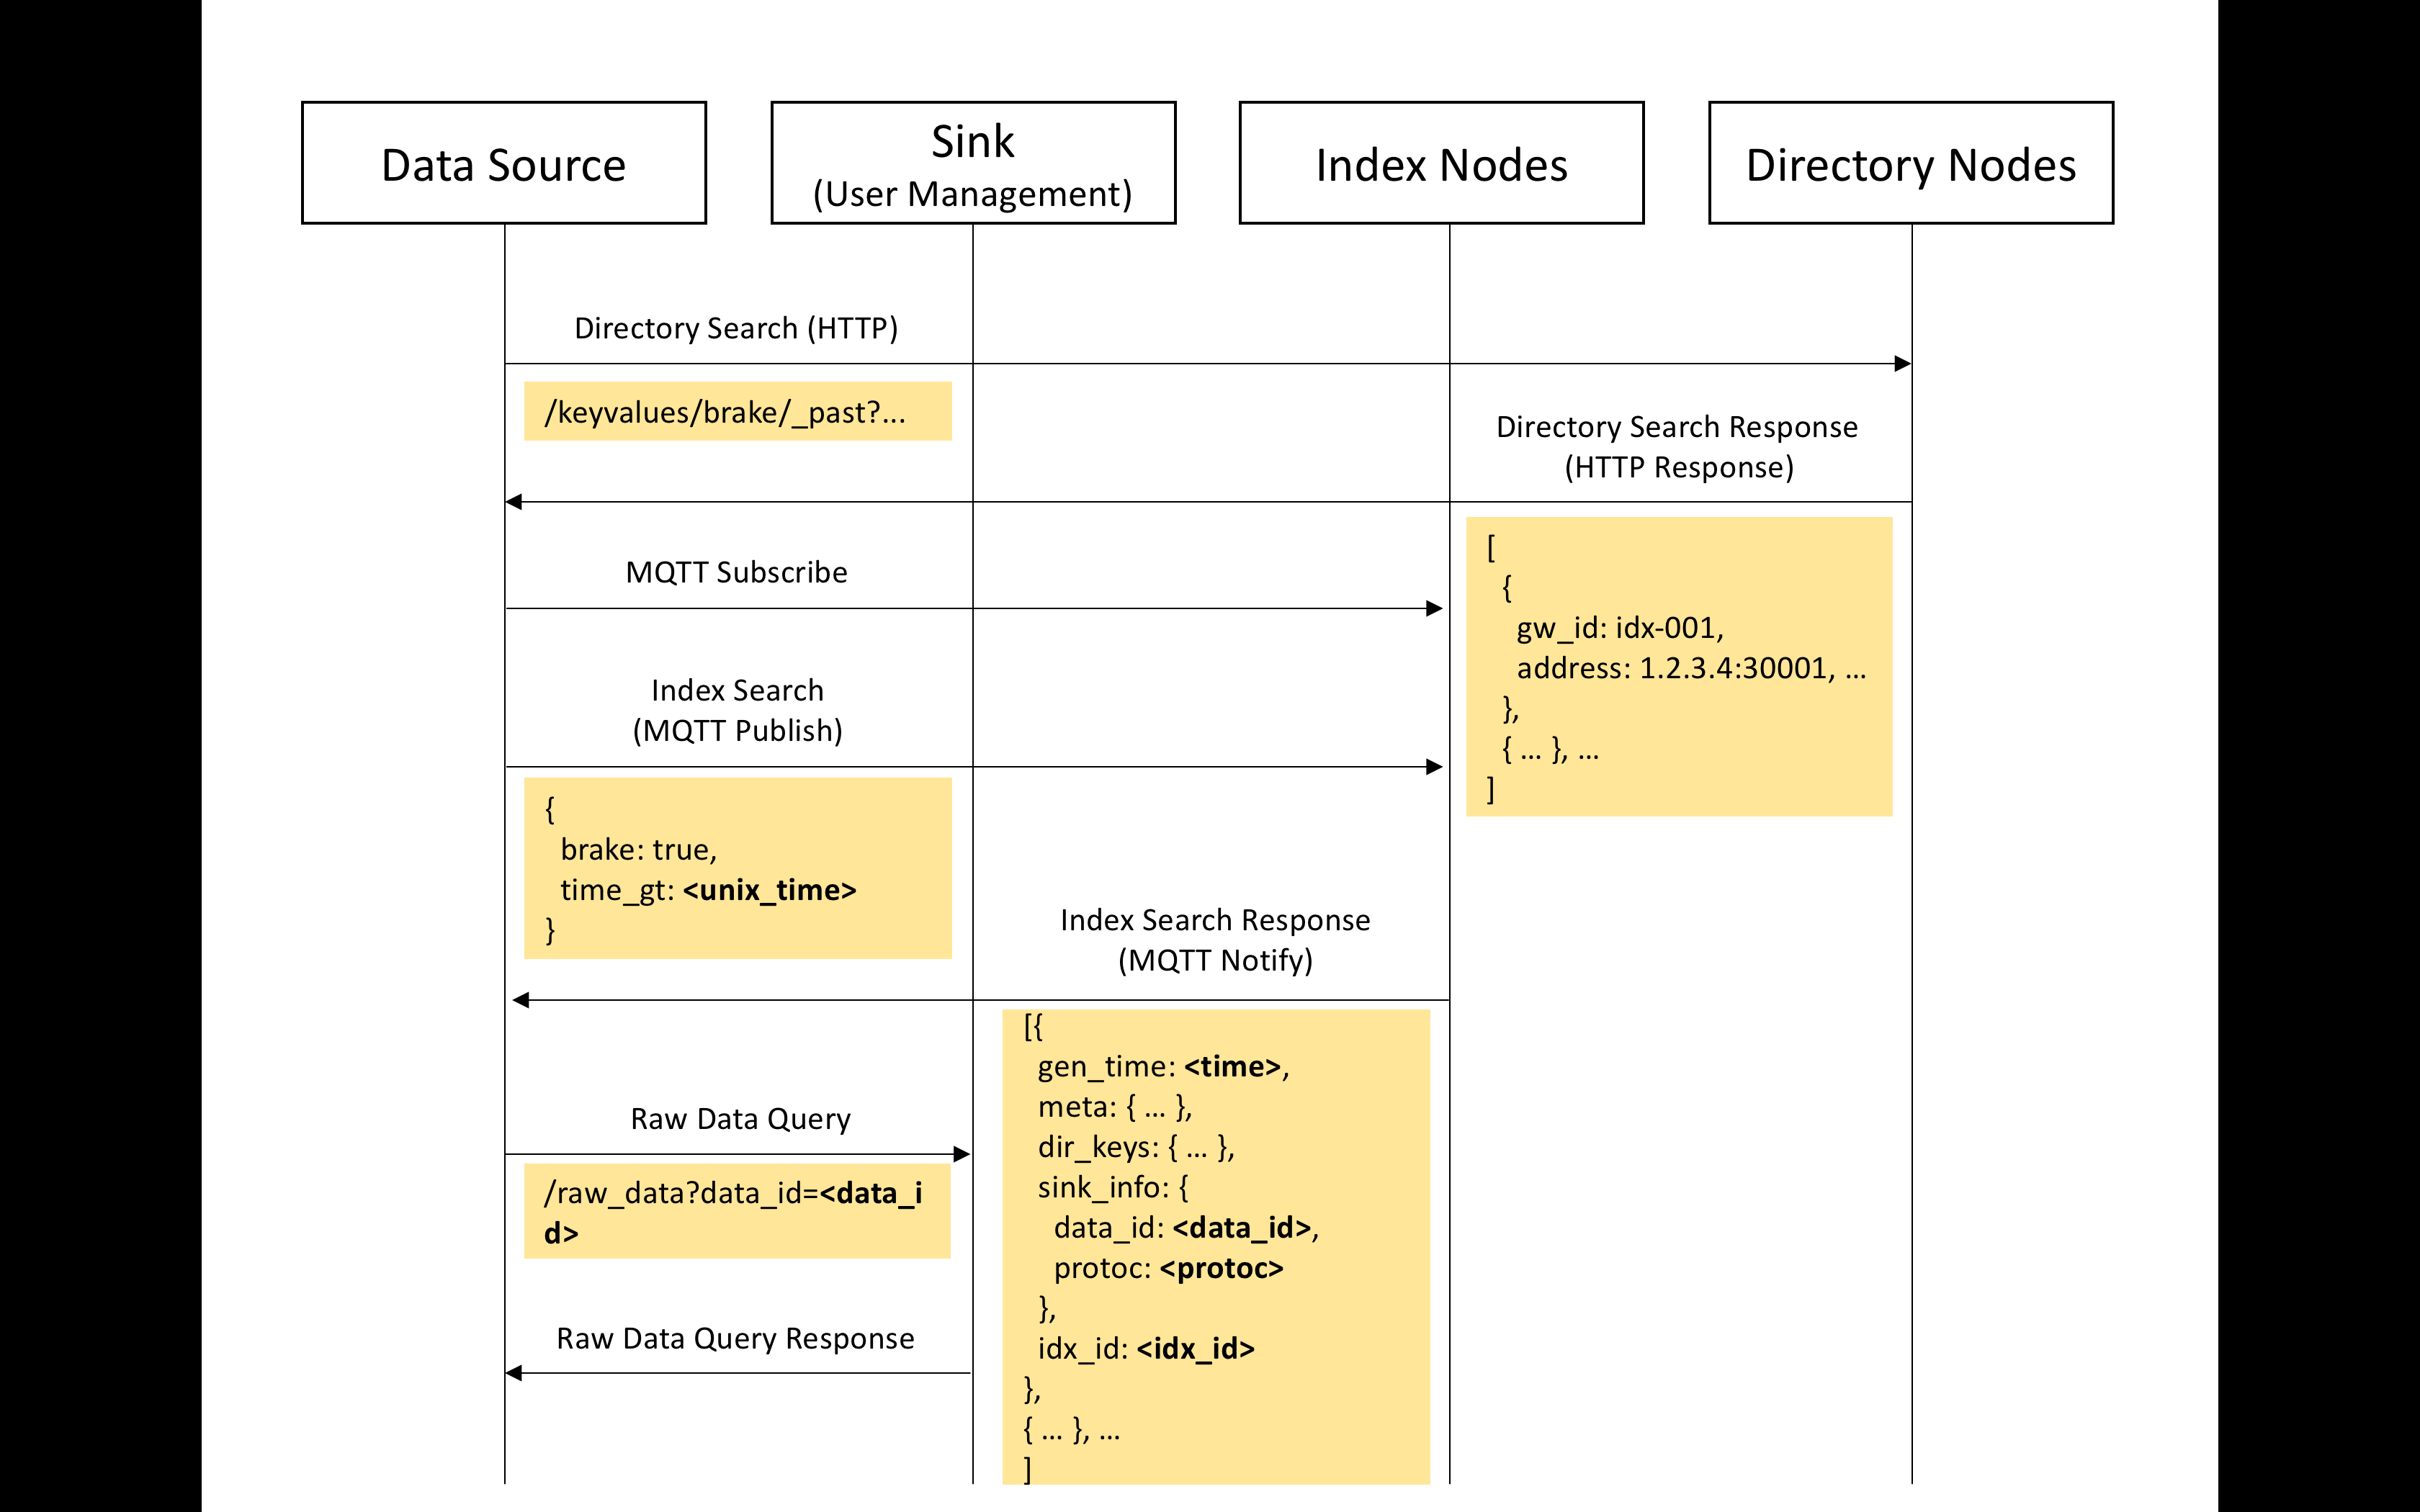 Data Source
Sink
(User Management)
Index Nodes
Directory Nodes
Directory Search (HTTP)
/keyvalues/brake/_past?...
Directory Search Response
(HTTP Response)
[
{
gw_id: idx-001,
address: 1.2.3.4:30001, ...
},
{ ... }, ...
]
MQTT Subscribe
Index Search
(MQTT Publish)
{
brake: true,
time_gt: <unix_time>
}
Index Search Response
(MQTT Notify)
[{
gen_time: <time>,
meta: { ... },
dir_keys: { ... },
sink_info: {
data_id: <data_id>,
protoc: <protoc>
},
idx_id: <idx_id>
},
{ ... }, ...
]
Raw Data Query
/raw_data?data_id=<data_i
d>
Raw Data Query Response